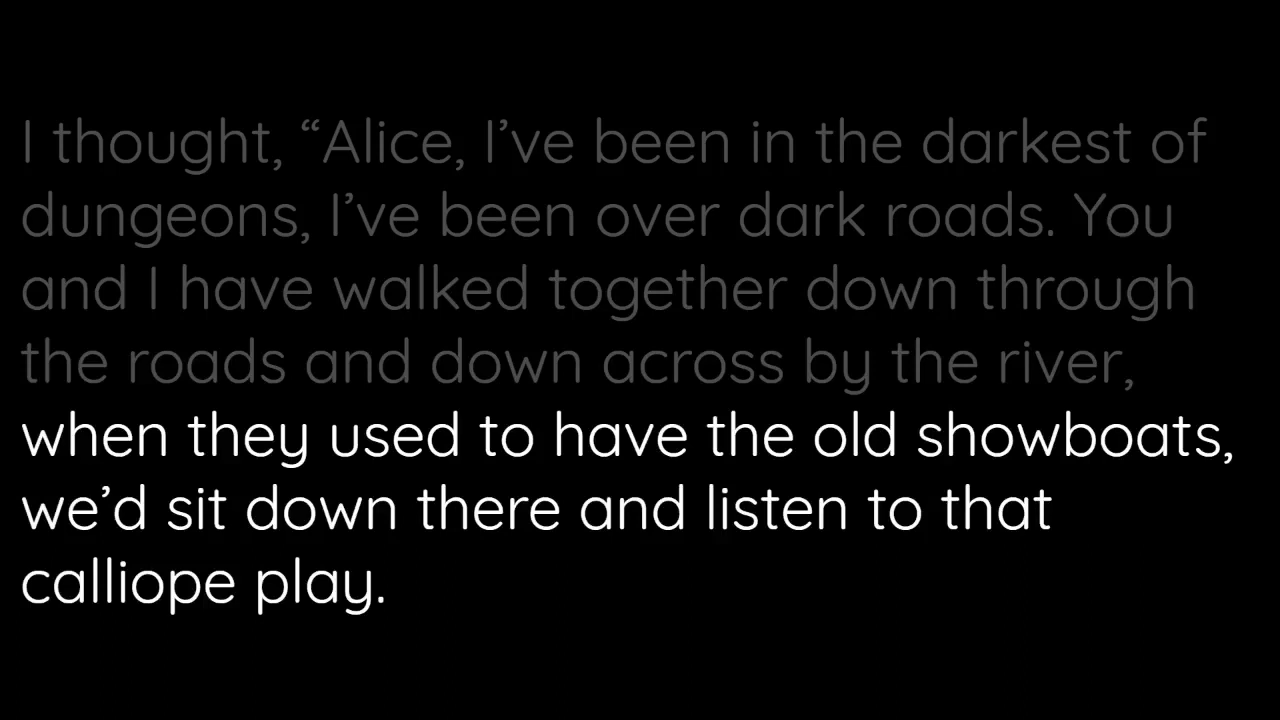 I thought, “Alice, I’ve been in the darkest of
dungeons, I’ve been over dark roads. You
and I have walked together down through
the roads and down across by the river,
when they used to have the old showboats,
we’d sit down there and listen to that
calliope play.